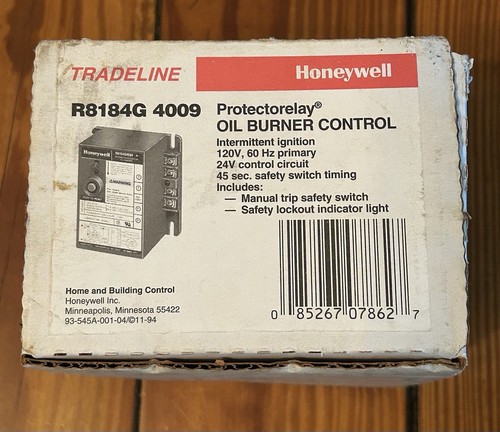 TRADELINE
Honeywell
R8184G 4009
Protectorelay®
OIL BURNER CONTROL
Intermittent ignition
120V, 60 Hz primary
24V control circuit
45 sec. safety switch timing
Includes:
— Manual trip safety switch
— Safety lockout indicator light
Honeywell
WARNING
Home and Building Control
Honeywell Inc.
Minneapolis, Minnesota 55422
93-545A-001-04/©11-94
0 85267 07862 7